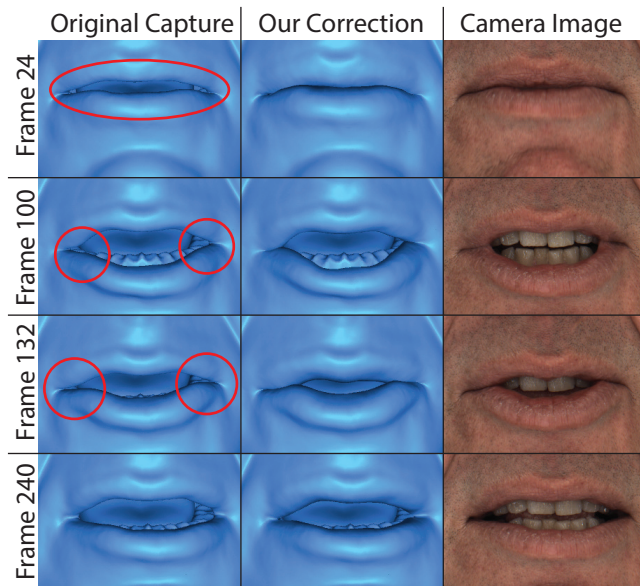 Original Capture
Our Correction
Camera Image
Frame 24
Frame 100
Frame 132
Frame 240